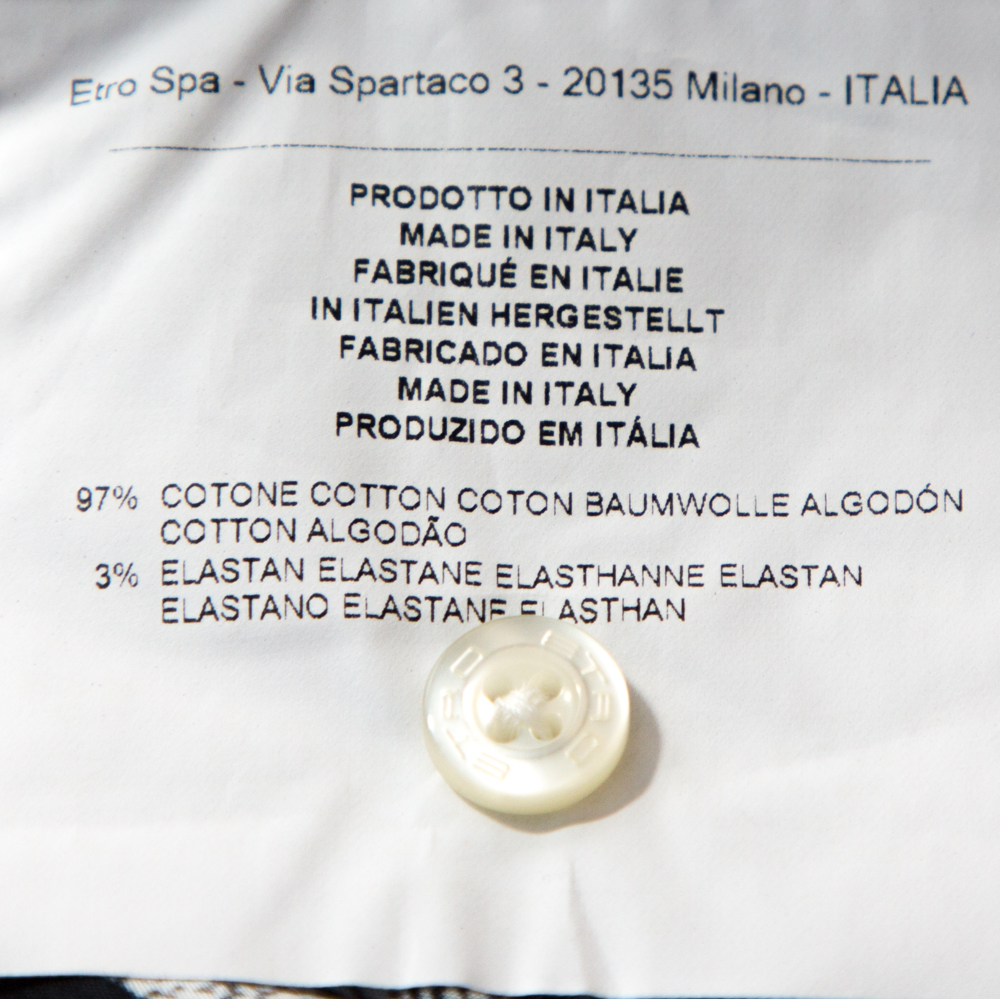 Etro Spa - Via Spartaco 3 - 20135 Milano - ITALIA
PRODOTTO IN ITALIA
MADE IN ITALY
FABRIQUÉ EN ITALIE
IN ITALIEN HERGESTELLT
FABRICADO EN ITALIA
MADE IN ITALY
PRODUZIDO EM ITÁLIA
97% COTONE COTTON COTON BAUMWOLLE ALGODÓN
COTTON ALGODÃO
3% ELASTAN ELASTANE ELASTHANNE ELASTAN
ELASTANO ELASTANE ELASTHAN
ETRO
ETRO